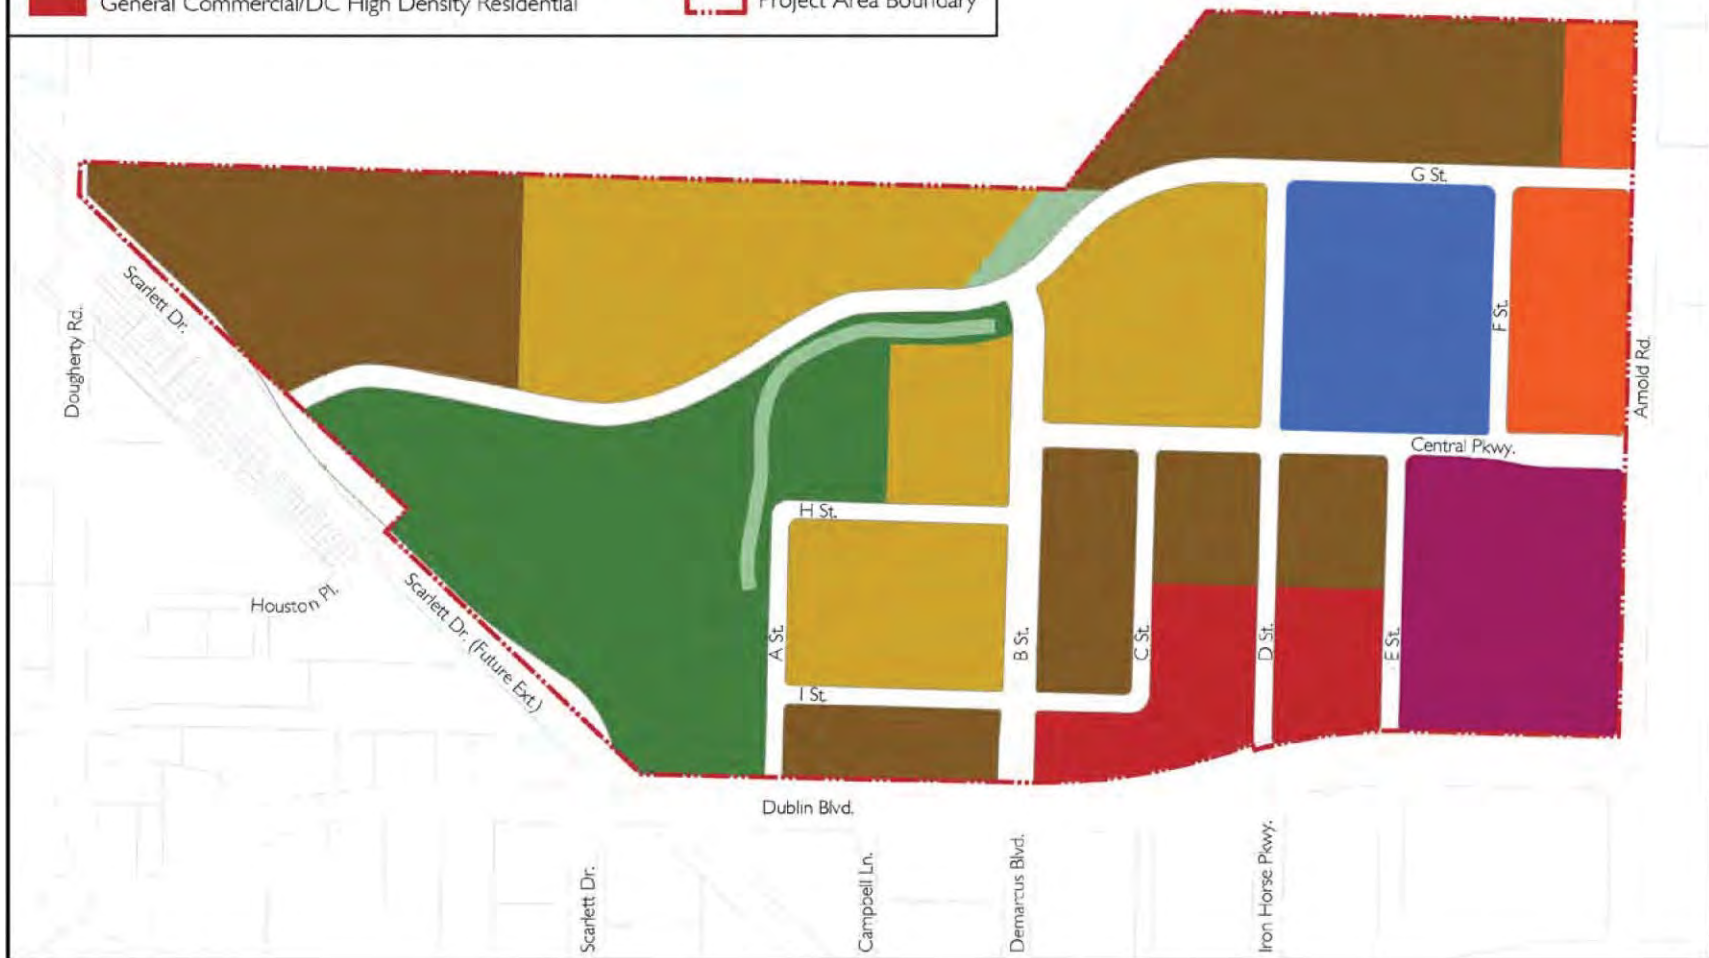 General Commercial/DC High Density Residential
Project Area Boundary
G St.
Scarlett Dr.
Dougherty Rd.
F St.
Arnold Rd.
Central Pkwy.
H St.
Houston Pl.
Scarlett Dr. (Future Ext.)
A St.
B St.
C St.
D St.
E St.
I St.
Dublin Blvd.
Scarlett Dr.
Campbell Ln.
Demarcus Blvd.
Iron Horse Pkwy.